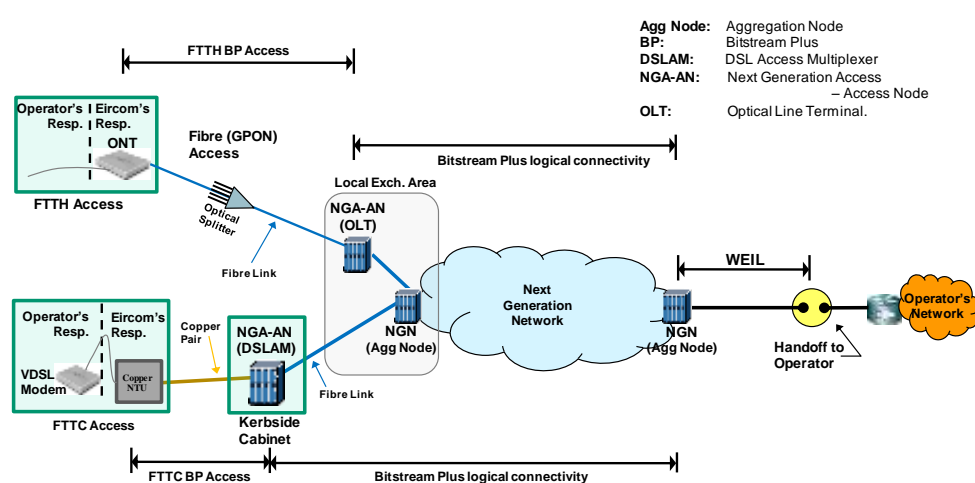 FTTH BP Access
Agg Node: Aggregation Node
BP: Bitstream Plus
DSLAM: DSL Access Multiplexer
NGA-AN: Next Generation Access
– Access Node
OLT: Optical Line Terminal.
Operator's
Resp.
Eircom's
Resp.
ONT
FTTH Access
Fibre (GPON)
Access
Optical
Splitter
Fibre Link
Bitstream Plus logical connectivity
Local Exch. Area
NGA-AN
(OLT)
NGN
(Agg Node)
Next
Generation
Network
WEIL
NGN
(Agg Node)
Handoff to
Operator
Operator's
Network
Operator's
Resp.
Eircom's
Resp.
VDSL
Modem
Copper
NTU
FTTC Access
Copper
Pair
NGA-AN
(DSLAM)
Kerbside
Cabinet
Fibre Link
FTTC BP Access
Bitstream Plus logical connectivity